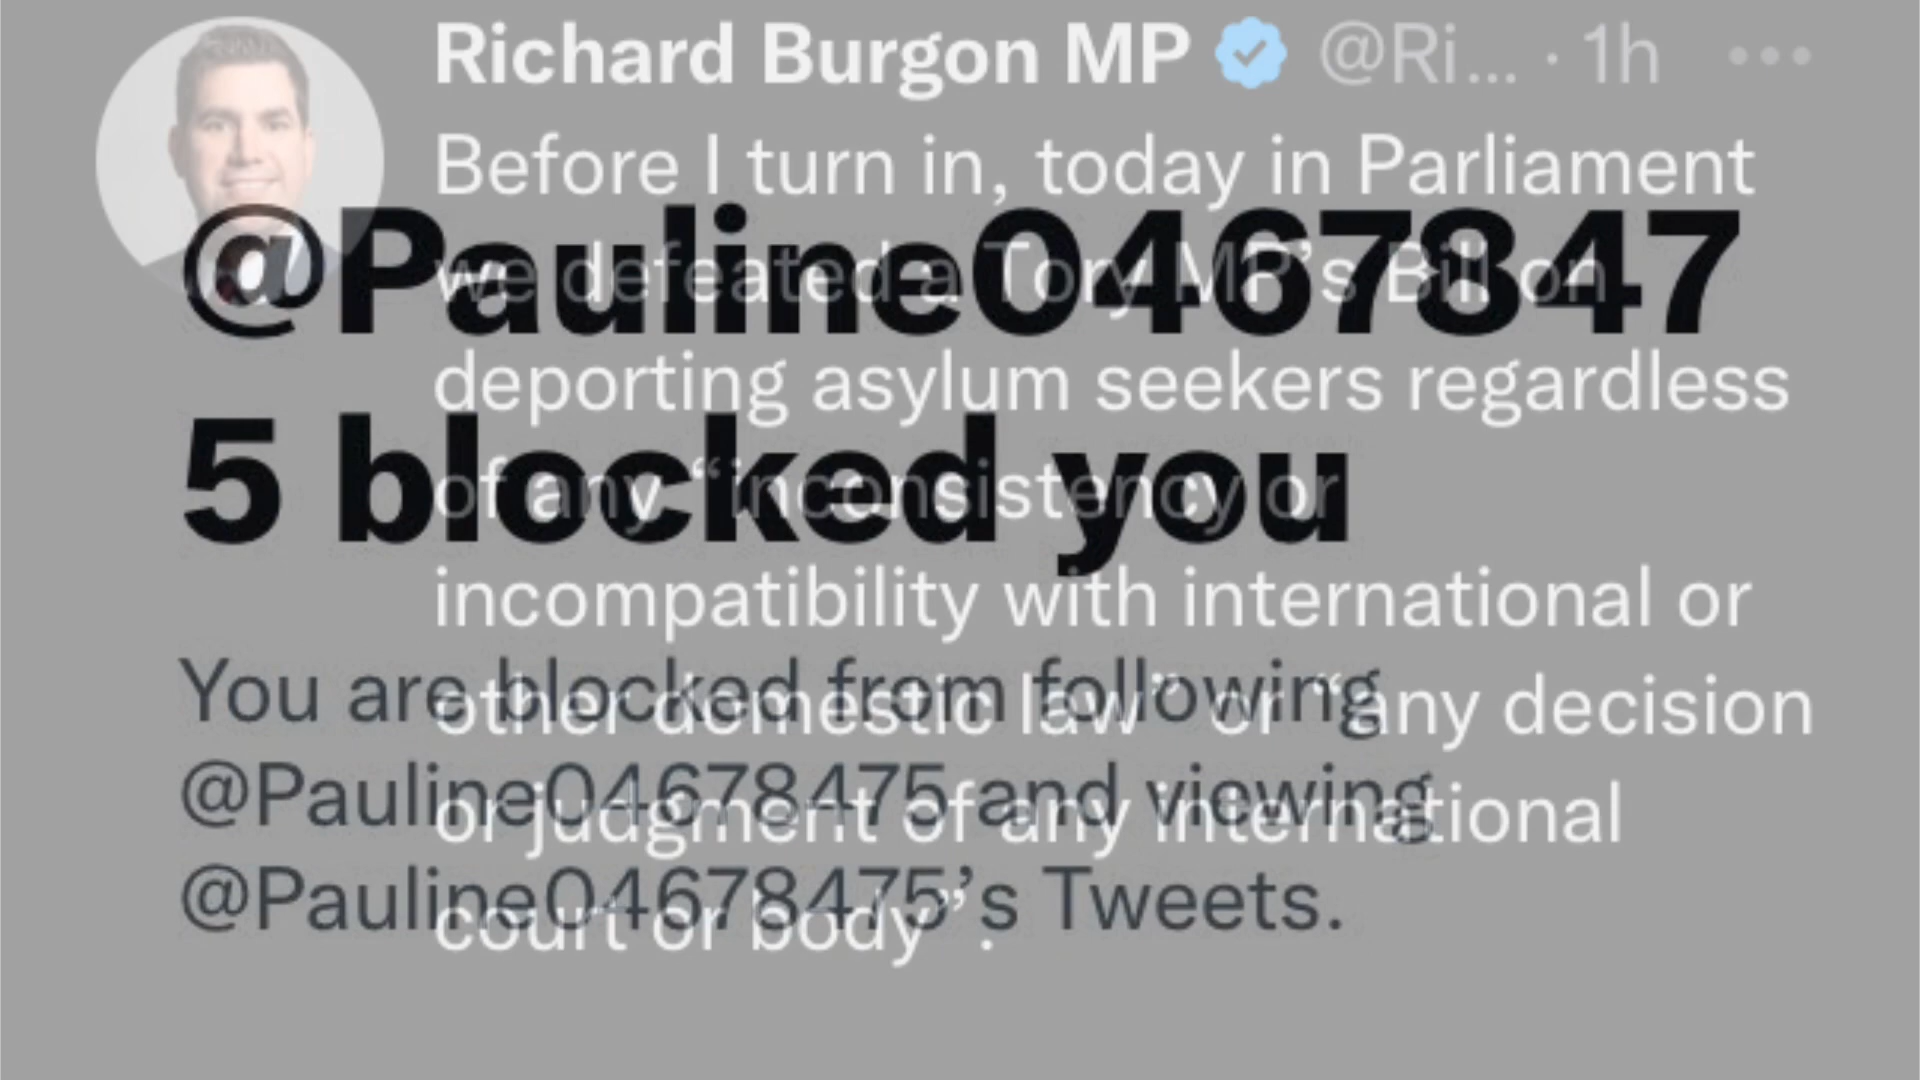 Richard Burgon MP @Ri... · 1h
Before I turn in, today in Parliament
we defeated a Tory MP’s Bill on
deporting asylum seekers regardless
of any “inconsistency or
incompatibility with international or
other domestic law” or “any decision
or judgment of any international
court or body”.
@Pauline0467847
5 blocked you
You are blocked from following
@Pauline04678475 and viewing
@Pauline04678475’s Tweets.